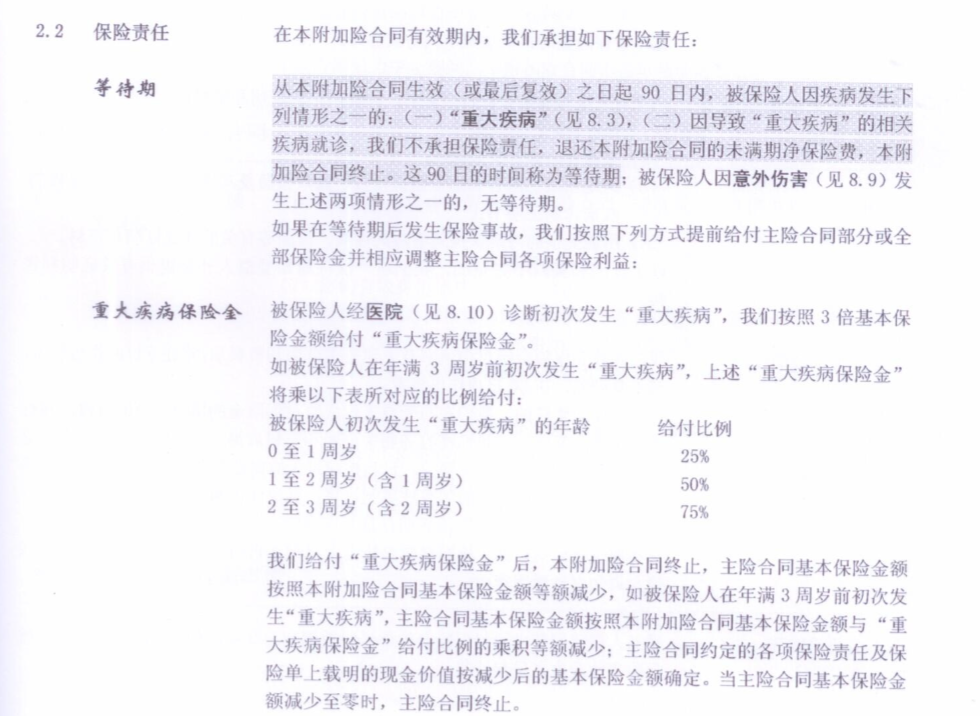 2.2 保险责任 在本附加险合同有效期内，我们承担如下保险责任：
等待期 从本附加险合同生效（或最后复效）之日起 90 日内，被保险人因疾病发生下
列情形之一的：（一）“重大疾病”（见 8.3），（二）因导致“重大疾病”的相关
疾病就诊，我们不承担保险责任，退还本附加险合同的未满期净保险费，本附
加险合同终止。这 90 日的时间称为等待期；被保险人因意外伤害（见 8.9）发
生上述两项情形之一的，无等待期。
如果在等待期后发生保险事故，我们按照下列方式提前给付主险合同部分或全
部保险金并相应调整主险合同各项保险利益：
重大疾病保险金 被保险人经医院（见 8.10）诊断初次发生“重大疾病”，我们按照 3 倍基本保
险金额给付“重大疾病保险金”。
如被保险人在年满 3 周岁前初次发生“重大疾病”，上述“重大疾病保险金”
将乘以下表所对应的比例给付：
被保险人初次发生“重大疾病”的年龄 给付比例
0 至 1 周岁 25%
1 至 2 周岁（含 1 周岁） 50%
2 至 3 周岁（含 2 周岁） 75%
我们给付“重大疾病保险金”后，本附加险合同终止，主险合同基本保险金额
按照本附加险合同基本保险金额等额减少，如被保险人在年满 3 周岁前初次发
生“重大疾病”，主险合同基本保险金额按照本附加险合同基本保险金额与“重
大疾病保险金”给付比例的乘积等额减少；主险合同约定的各项保险责任及保
险单上载明的现金价值按减少后的基本保险金额确定。当主险合同基本保险金
额减少至零时，主险合同终止。